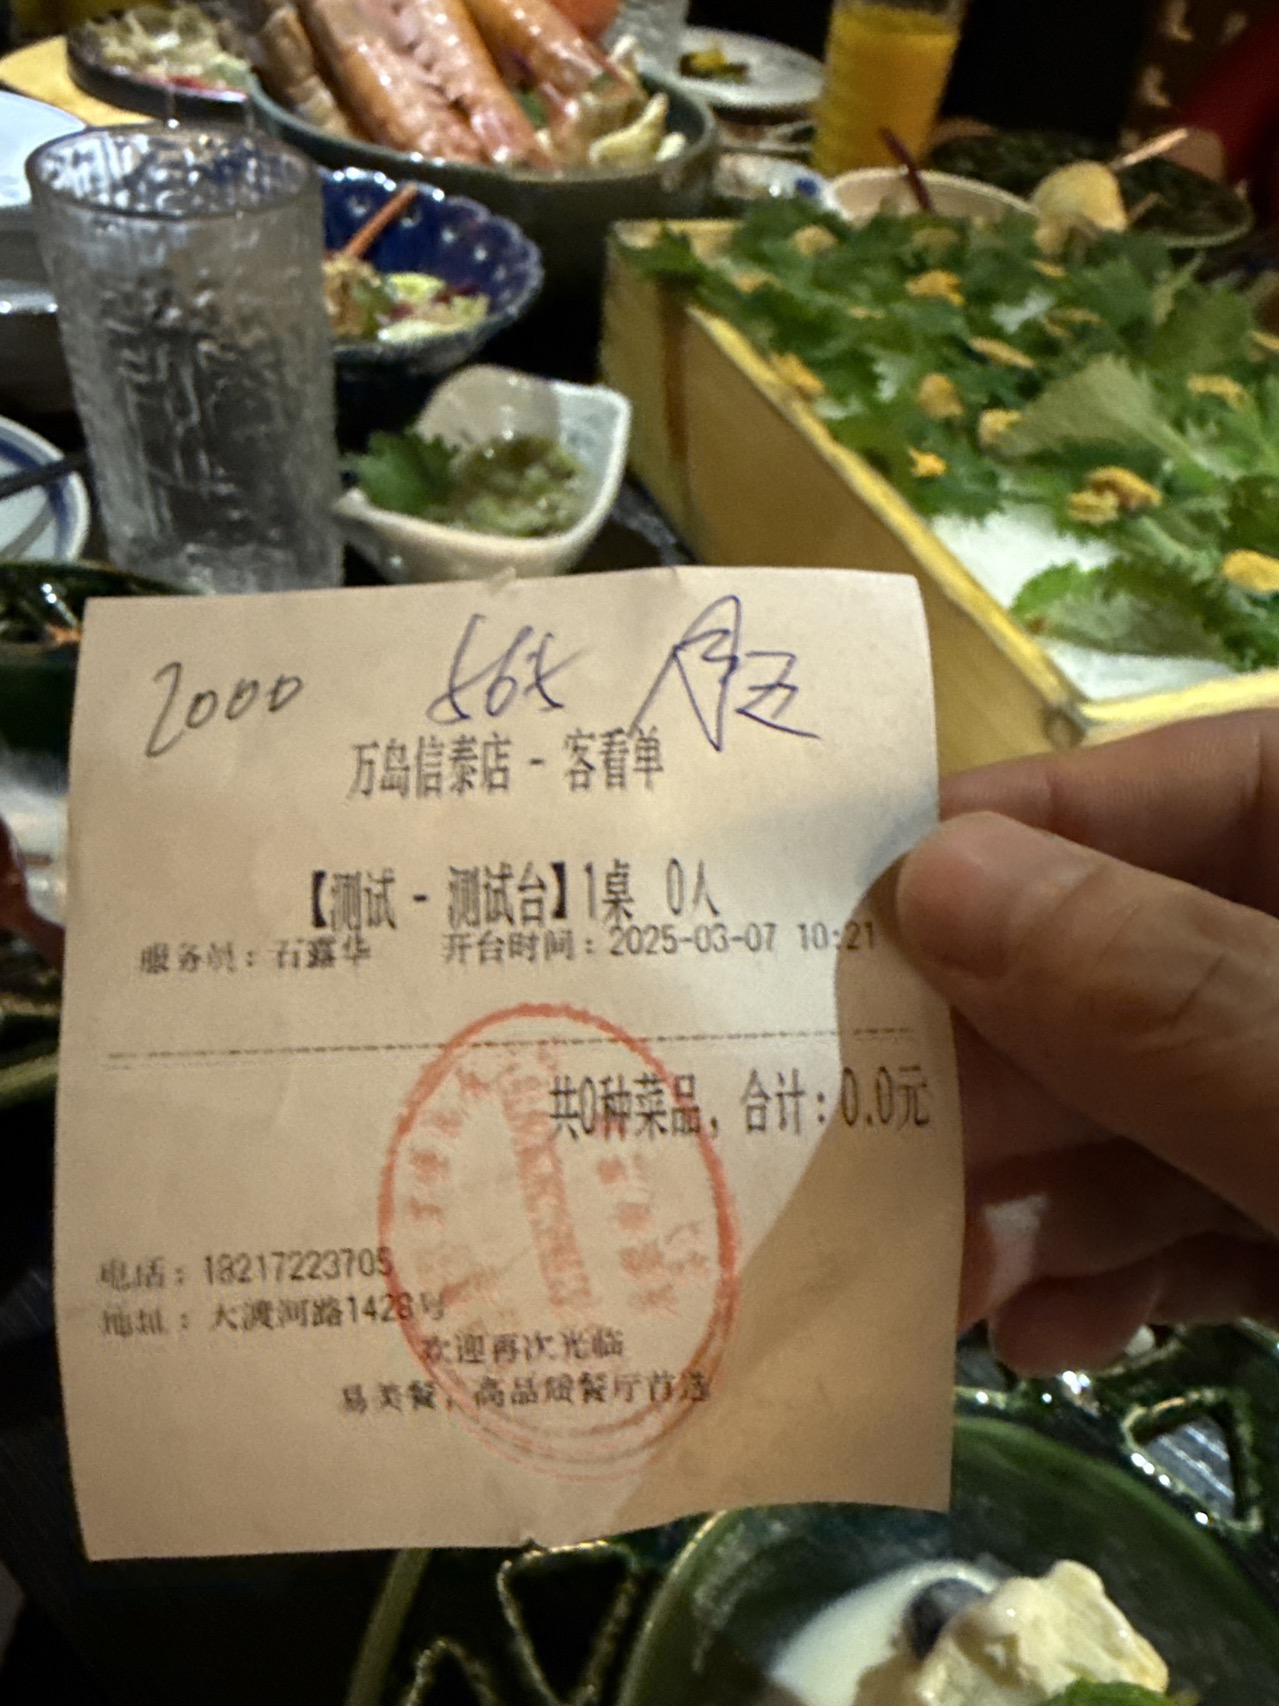 2000 565
万岛信泰店 - 客看单
【测试 - 测试台】1桌 0人
服务员：石露华 开台时间：2025-03-07 10:21
共0种菜品，合计：0.0元
电话：18217223705
地址：大渡河路1428号
欢迎再次光临
易美餐，高品质餐厅首选